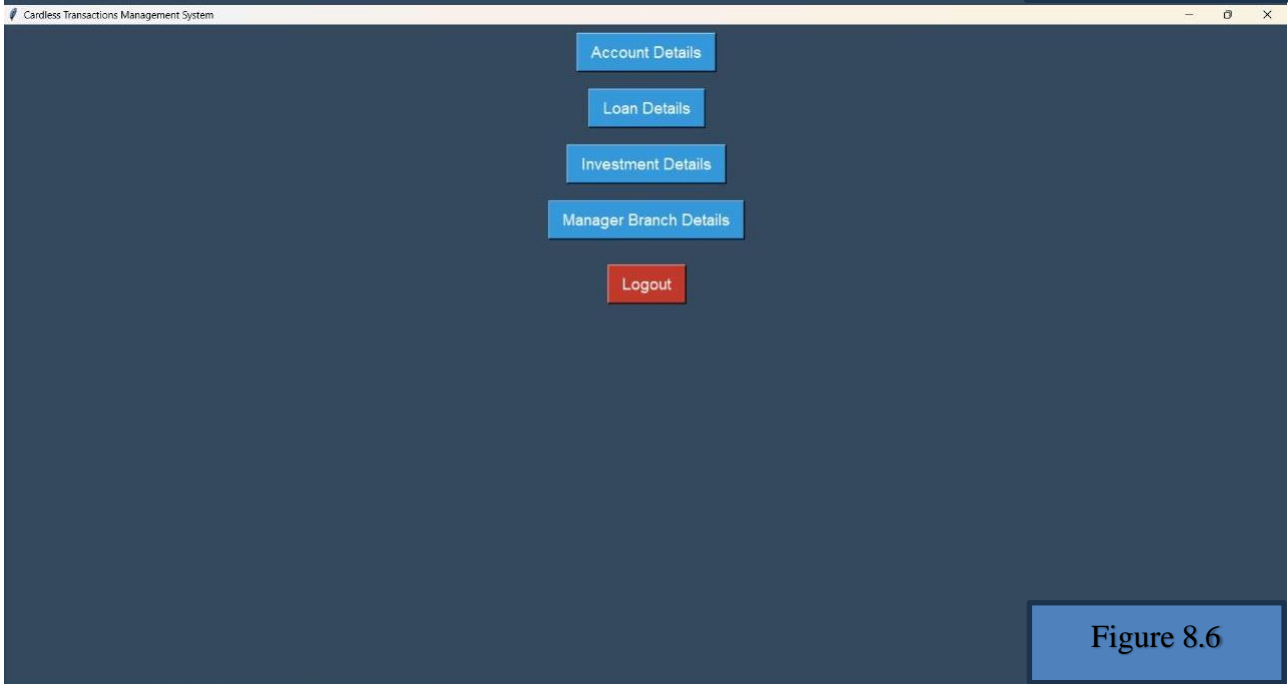 Cardless Transactions Management System
Account Details
Loan Details
Investment Details
Manager Branch Details
Logout
Figure 8.6